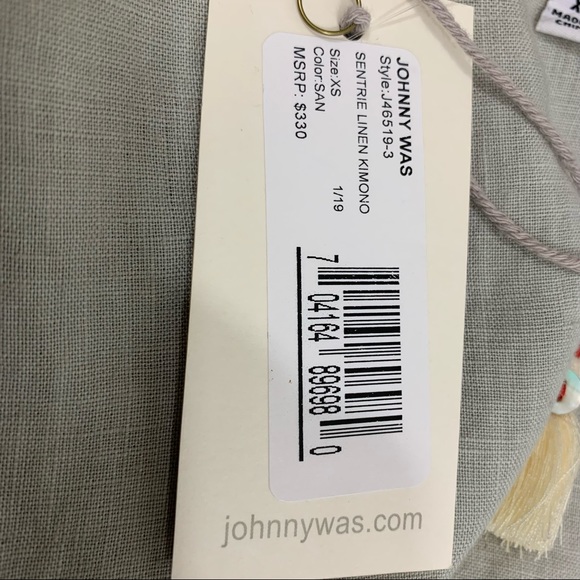 JOHNNY WAS
Style:J46519-3
SENTRIE LINEN KIMONO
1/19
Size:XS
Color:SAN
MSRP: $330
7 04164 89698 0
johnnywas.com
MADE